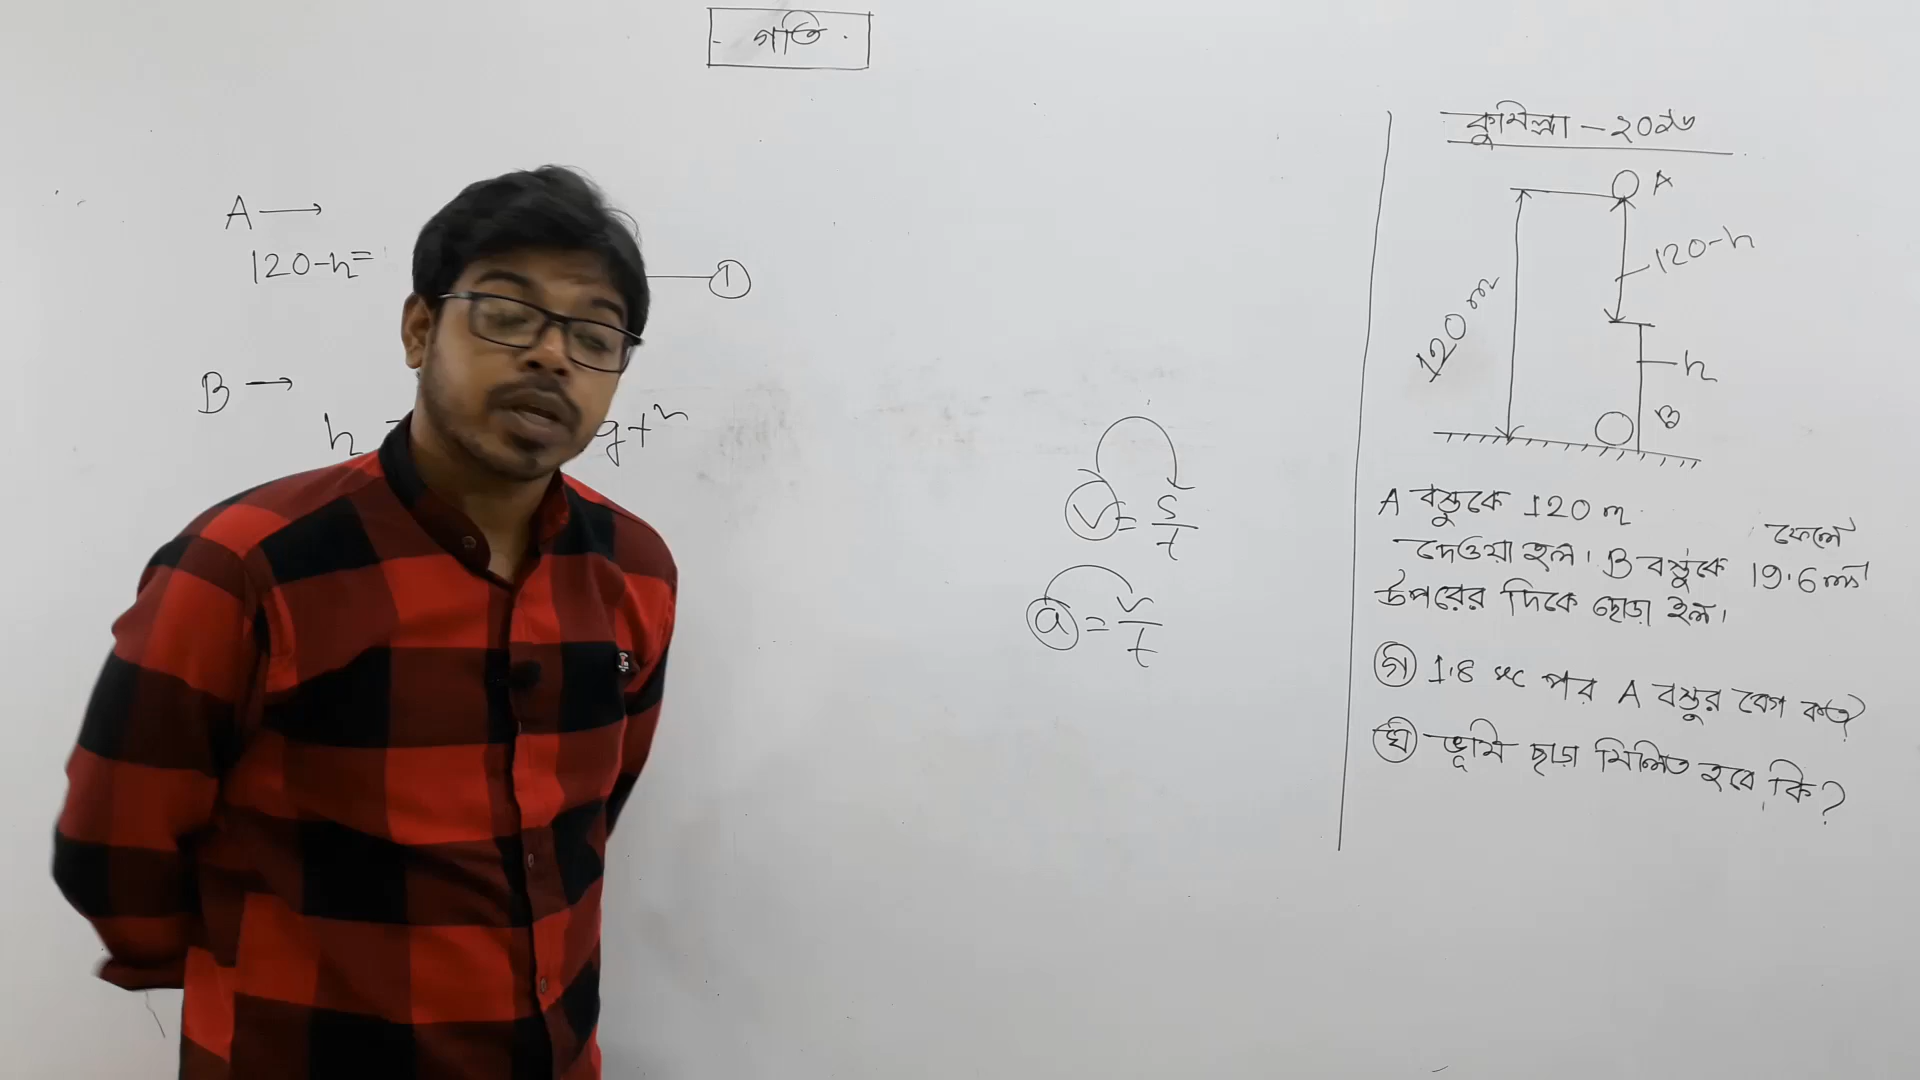 গতি
A →
120-h=
①
B →
h
gt²
V = s/t
a = v/t
কুমিল্লা - ২০১৬
A
120-h
120 m
h
B
A বস্তুকে 120 m ফেলে
দেওয়া হল। B বস্তুকে 19.6 ms⁻¹
উপরের দিকে ছোড়া হল।
গ 1.8 sec পর A বস্তুর বেগ কত?
ঘ ভূমি ছাড়া মিলিত হবে কি?